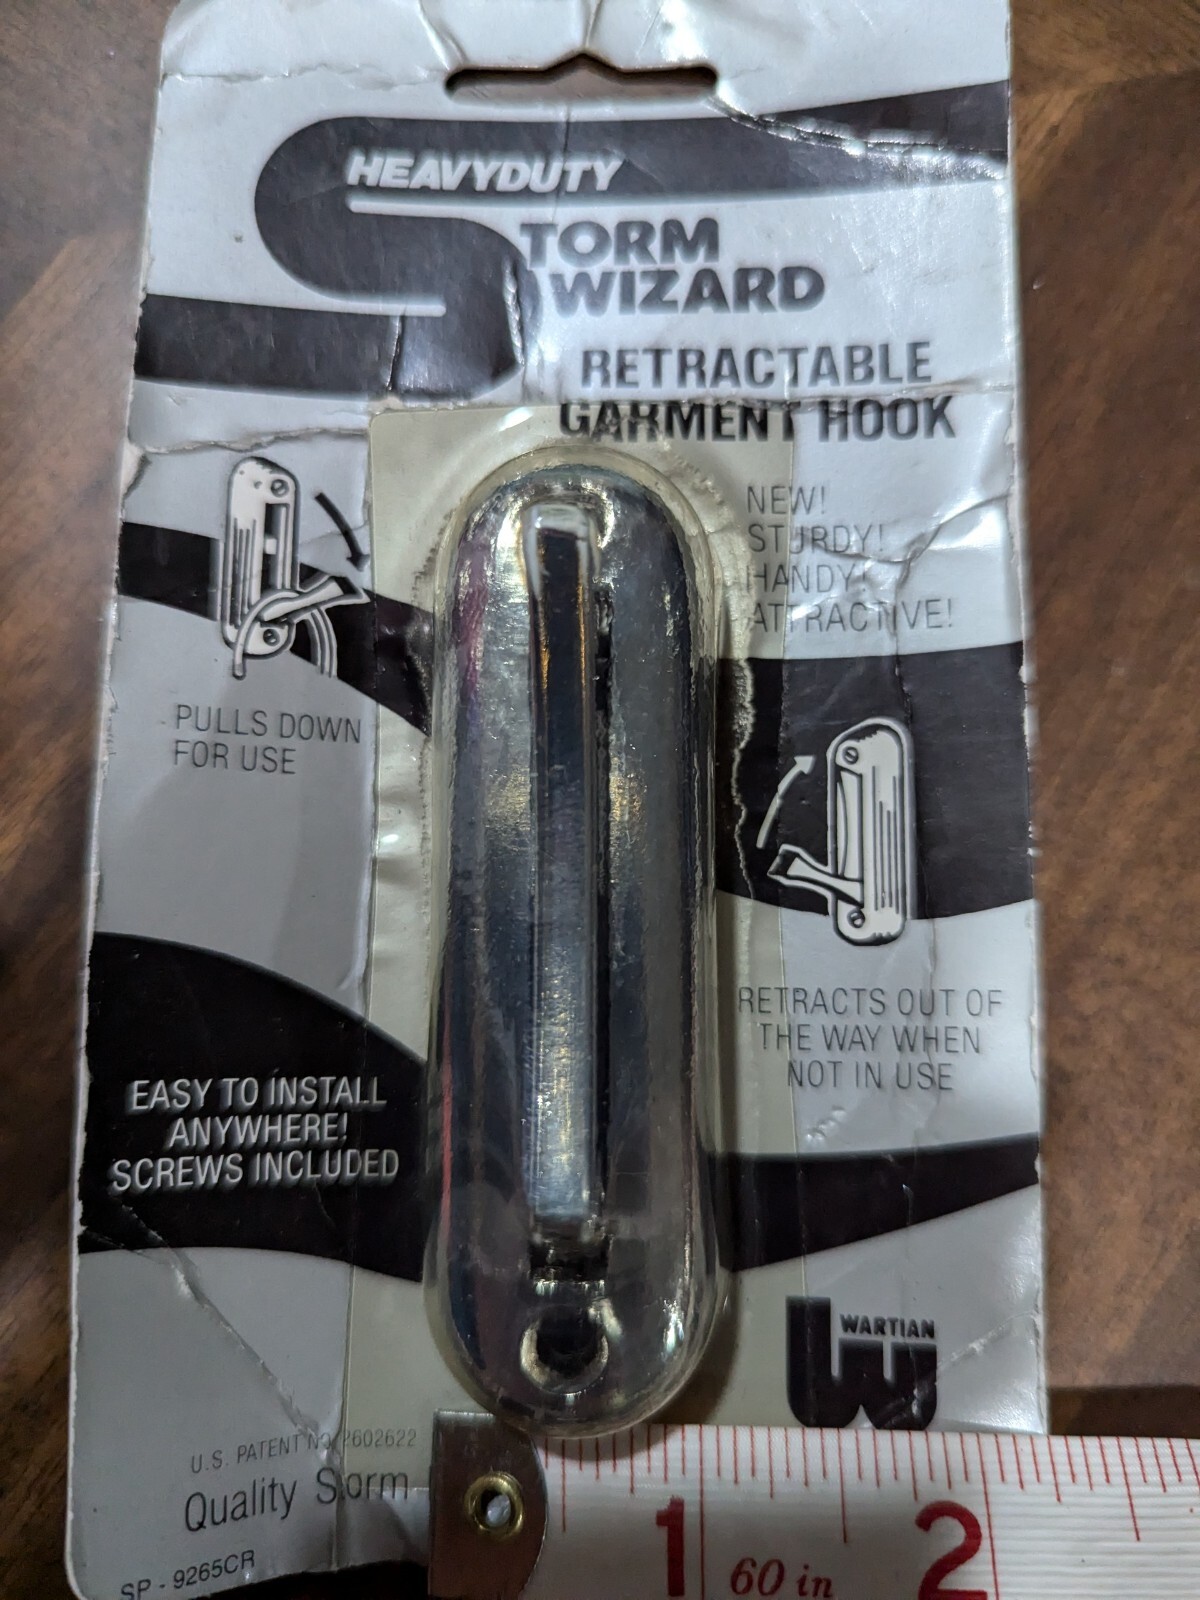 HEAVYDUTY
STORM
WIZARD
RETRACTABLE
GARMENT HOOK
NEW!
STURDY!
HANDY!
ATTRACTIVE!
PULLS DOWN
FOR USE
RETRACTS OUT OF
THE WAY WHEN
NOT IN USE
EASY TO INSTALL
ANYWHERE!
SCREWS INCLUDED
WARTIAN
W
U.S. PATENT NO. 2602622
Quality Storm
SP - 9265CR
1 2
60 in